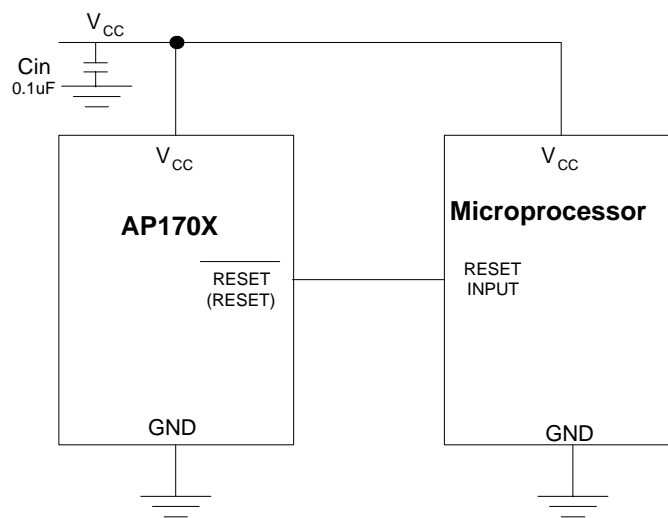 VCC
Cin
0.1uF
VCC
AP170X
RESET
(RESET)
GND
VCC
Microprocessor
RESET
INPUT
GND